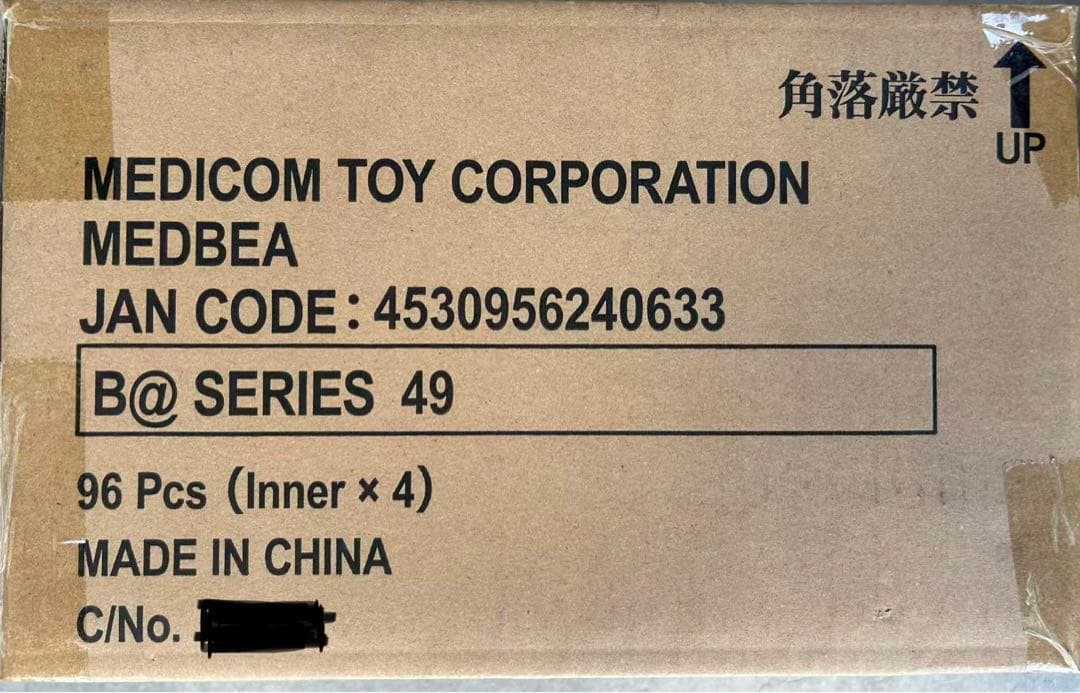 角落厳禁
UP
MEDICOM TOY CORPORATION
MEDBEA
JAN CODE：4530956240633
B@ SERIES 49
96 Pcs（Inner × 4）
MADE IN CHINA
C/No.